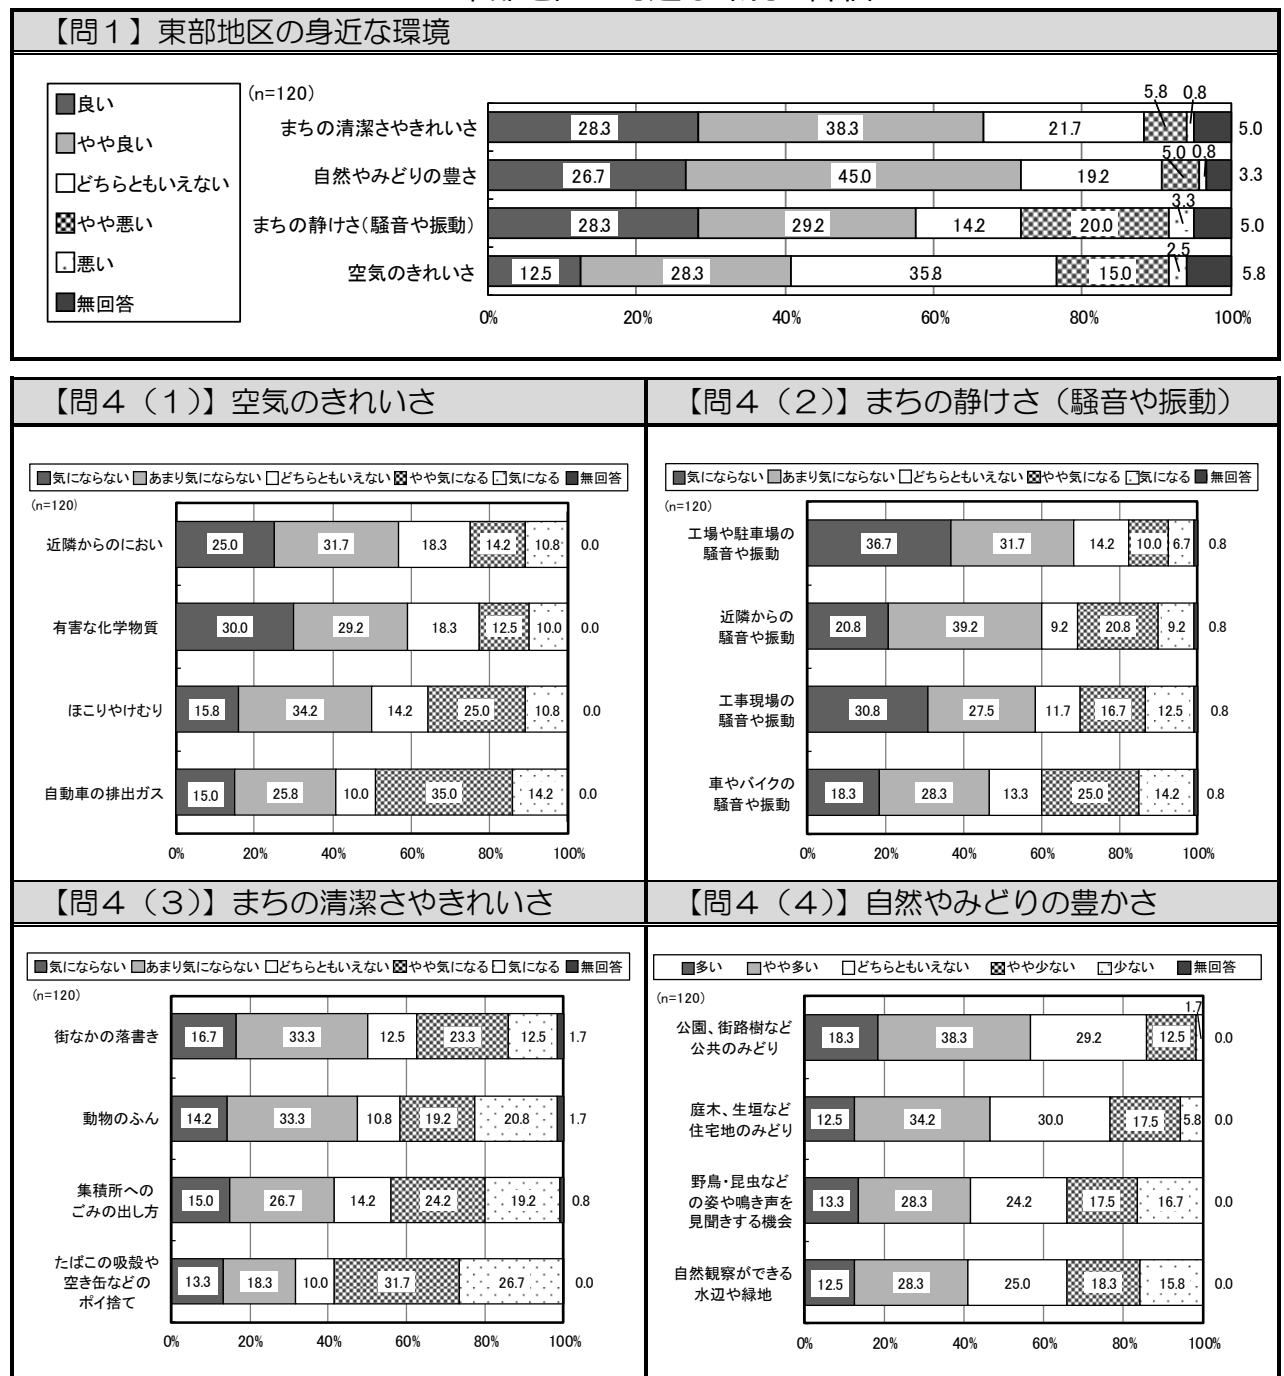 【問１】東部地区の身近な環境
良い
やや良い
どちらともいえない
やや悪い
悪い
無回答
(n=120)
5.8 0.8
まちの清潔さやきれいさ 28.3 38.3 21.7 5.0
5.0 0.8
自然やみどりの豊さ 26.7 45.0 19.2 3.3
3.3
まちの静けさ(騒音や振動) 28.3 29.2 14.2 20.0 5.0
2.5
空気のきれいさ 12.5 28.3 35.8 15.0 5.8
0% 20% 40% 60% 80% 100%
【問４（１）】空気のきれいさ
気にならない あまり気にならない どちらともいえない やや気になる 気になる 無回答
(n=120)
近隣からのにおい 25.0 31.7 18.3 14.2 10.8 0.0
有害な化学物質 30.0 29.2 18.3 12.5 10.0 0.0
ほこりやけむり 15.8 34.2 14.2 25.0 10.8 0.0
自動車の排出ガス 15.0 25.8 10.0 35.0 14.2 0.0
0% 20% 40% 60% 80% 100%
【問４（２）】まちの静けさ（騒音や振動）
気にならない あまり気にならない どちらともいえない やや気になる 気になる 無回答
(n=120)
工場や駐車場の
騒音や振動 36.7 31.7 14.2 10.0 6.7 0.8
近隣からの
騒音や振動 20.8 39.2 9.2 20.8 9.2 0.8
工事現場の
騒音や振動 30.8 27.5 11.7 16.7 12.5 0.8
車やバイクの
騒音や振動 18.3 28.3 13.3 25.0 14.2 0.8
0% 20% 40% 60% 80% 100%
【問４（３）】まちの清潔さやきれいさ
気にならない あまり気にならない どちらともいえない やや気になる 気になる 無回答
(n=120)
街なかの落書き 16.7 33.3 12.5 23.3 12.5 1.7
動物のふん 14.2 33.3 10.8 19.2 20.8 1.7
集積所への
ごみの出し方 15.0 26.7 14.2 24.2 19.2 0.8
たばこの吸殻や
空き缶などの
ポイ捨て 13.3 18.3 10.0 31.7 26.7 0.0
0% 20% 40% 60% 80% 100%
【問４（４）】自然やみどりの豊かさ
多い やや多い どちらともいえない やや少ない 少ない 無回答
(n=120)
1.7
公園、街路樹など
公共のみどり 18.3 38.3 29.2 12.5 0.0
庭木、生垣など
住宅地のみどり 12.5 34.2 30.0 17.5 5.8 0.0
野鳥・昆虫など
の姿や鳴き声を
見聞きする機会 13.3 28.3 24.2 17.5 16.7 0.0
自然観察ができる
水辺や緑地 12.5 28.3 25.0 18.3 15.8 0.0
0% 20% 40% 60% 80% 100%